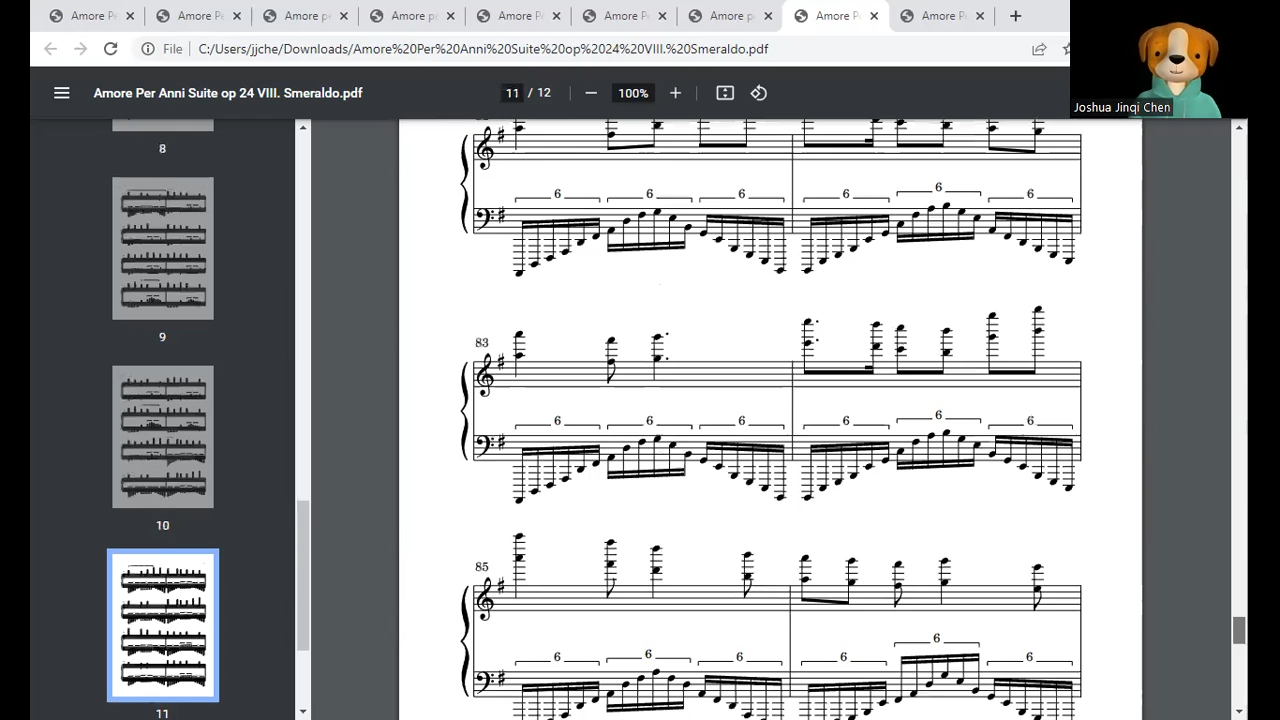 Amore P
Amore P
Amore p
Amore p
Amore P
Amore P
Amore p
Amore P
Amore P
File C:/Users/jjche/Downloads/Amore%20Per%20Anni%20Suite%20op%2024%20VIII.%20Smeraldo.pdf
Amore Per Anni Suite op 24 VIII. Smeraldo.pdf 11 / 12 100%
Joshua Jinqi Chen
8
9
10
11
6 6 6 6 6 6
83
6 6 6 6 6 6
85
6 6 6 6 6 6